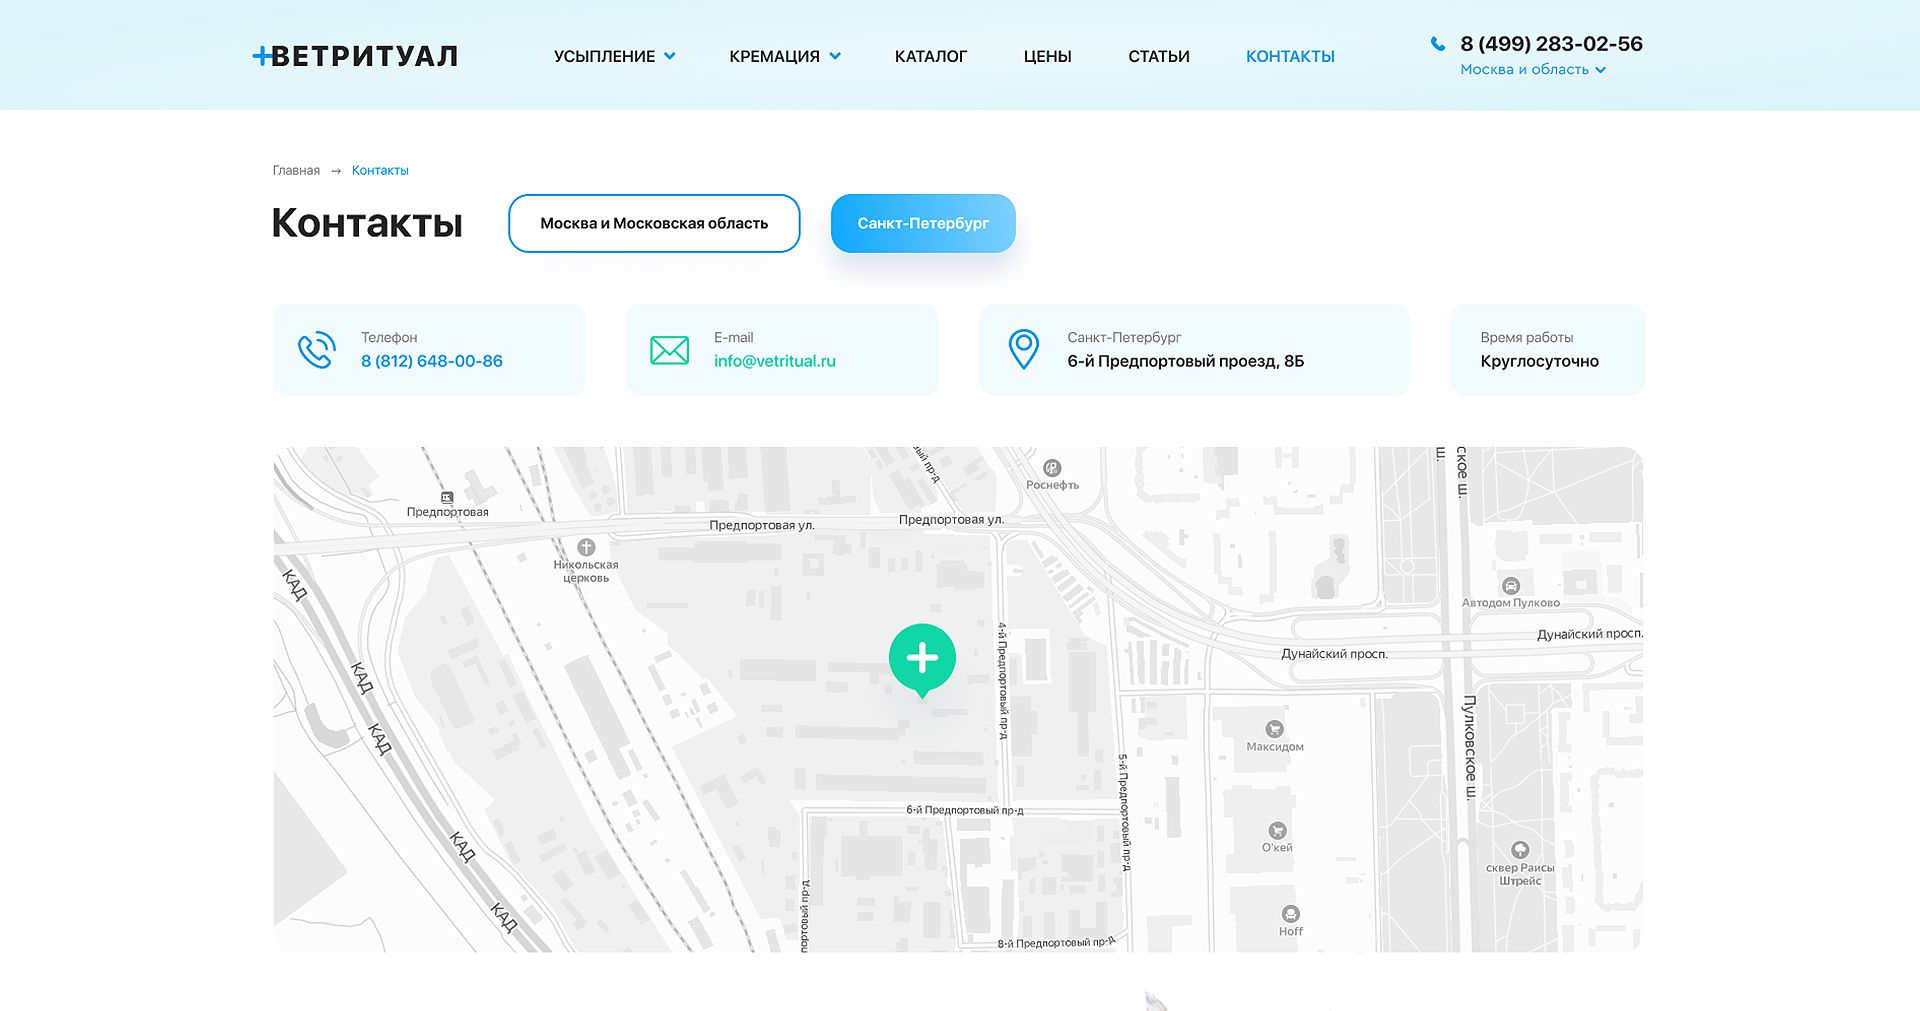 ВЕТРИТУАЛ
УСЫПЛЕНИЕ
КРЕМАЦИЯ
КАТАЛОГ
ЦЕНЫ
СТАТЬИ
КОНТАКТЫ
8 (499) 283-02-56
Москва и область
Главная → Контакты
Контакты
Москва и Московская область
Санкт-Петербург
Телефон
8 (812) 648-00-86
E-mail
info@vetritual.ru
Санкт-Петербург
6-й Предпортовый проезд, 8Б
Время работы
Круглосуточно
ый пр-д
Роснефть
ш.
ское ш.
Предпортовая
Предпортовая ул.
Предпортовая ул.
Никольская
церковь
КАД
Автодом Пулково
Дунайский просп.
Дунайский просп.
4-й Предпортовый пр-д
КАД
КАД
Пулковское ш.
Максидом
5-й Предпортовый пр-д
6-й Предпортовый пр-д
КАД
О'кей
сквер Раисы
Штрейс
КАД
портовый пр-д
Hoff
8-й Предпортовый пр-д